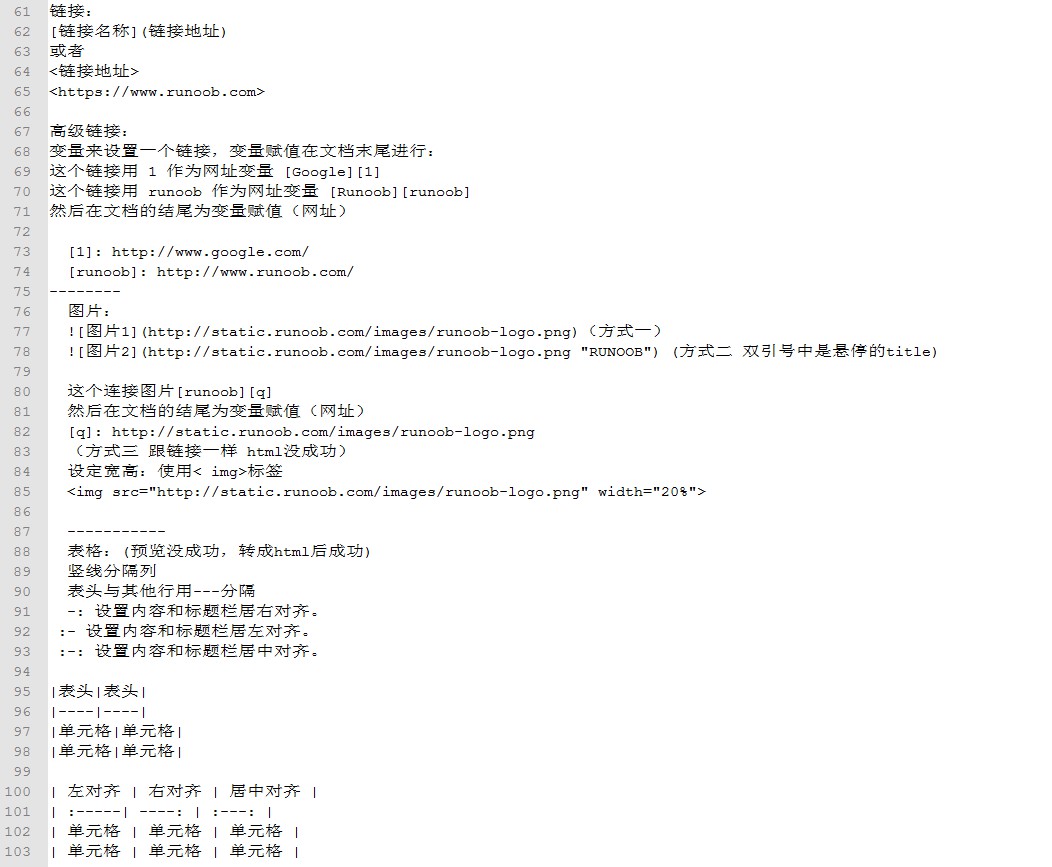 61 链接:
62 [链接名称](链接地址)
63 或者
64 <链接地址>
65 <https://www.runoob.com>
66
67 高级链接:
68 变量来设置一个链接, 变量赋值在文档末尾进行:
69 这个链接用 1 作为网址变量 [Google][1]
70 这个链接用 runoob 作为网址变量 [Runoob][runoob]
71 然后在文档的结尾为变量赋值（网址）
72
73   [1]: http://www.google.com/
74   [runoob]: http://www.runoob.com/
75 --------
76   图片:
77   ![图片1](http://static.runoob.com/images/runoob-logo.png)（方式一）
78   ![图片2](http://static.runoob.com/images/runoob-logo.png "RUNOOB") (方式二 双引号中是悬停的title)
79
80   这个连接图片[runoob][q]
81   然后在文档的结尾为变量赋值（网址）
82   [q]: http://static.runoob.com/images/runoob-logo.png
83   （方式三 跟链接一样 html没成功）
84   设定宽高: 使用< img>标签
85   <img src="http://static.runoob.com/images/runoob-logo.png" width="20%">
86
87   -----------
88   表格: (预览没成功, 转成html后成功)
89   竖线分隔列
90   表头与其他行用---分隔
91   -: 设置内容和标题栏居右对齐。
92  :- 设置内容和标题栏居左对齐。
93  :-: 设置内容和标题栏居中对齐。
94
95 |表头|表头|
96 |----|----|
97 |单元格|单元格|
98 |单元格|单元格|
99
100 | 左对齐 | 右对齐 | 居中对齐 |
101 | :-----| ----: | :---: |
102 | 单元格 | 单元格 | 单元格 |
103 | 单元格 | 单元格 | 单元格 |